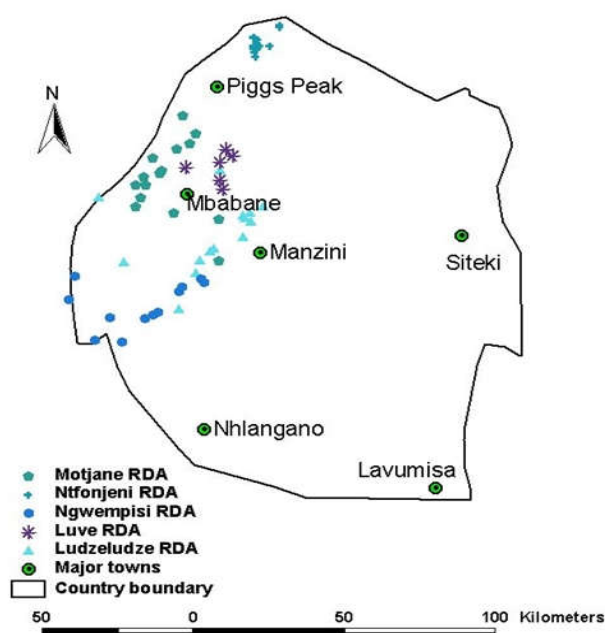 Piggs Peak
N
Mbabane
Manzini
Siteki
Nhlangano
Lavumisa
Motjane RDA
Ntfonjeni RDA
Ngwempisi RDA
Luve RDA
Ludzeludze RDA
Major towns
Country boundary
50 0 50 100 Kilometers